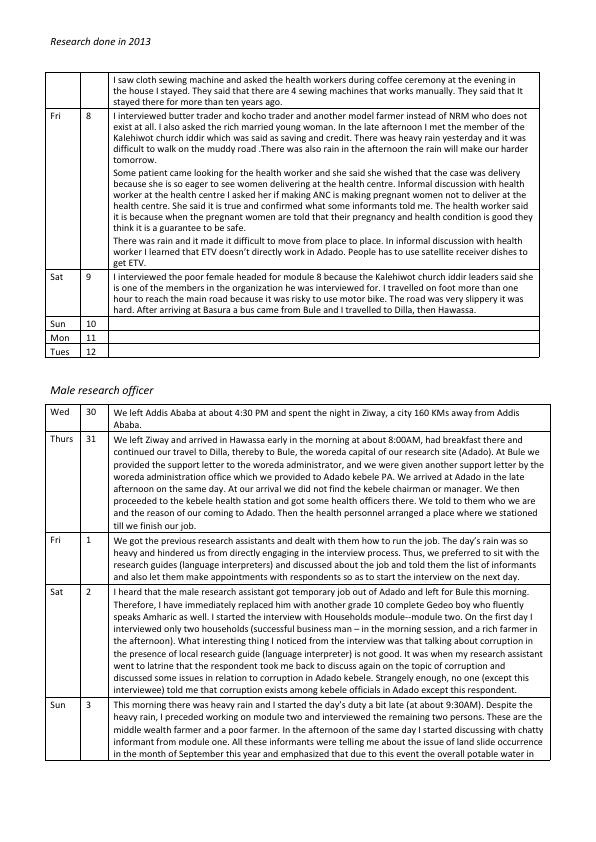 Research done in 2013
I saw cloth sewing machine and asked the health workers during coffee ceremony at the evening in
the house I stayed. They said that there are 4 sewing machines that works manually. They said that It
stayed there for more than ten years ago.
Fri 8 I interviewed butter trader and kocho trader and another model farmer instead of NRM who does not
exist at all. I also asked the rich married young woman. In the late afternoon I met the member of the
Kalehiwot church iddir which was said as saving and credit. There was heavy rain yesterday and it was
difficult to walk on the muddy road .There was also rain in the afternoon the rain will make our harder
tomorrow.
Some patient came looking for the health worker and she said she wished that the case was delivery
because she is so eager to see women delivering at the health centre. Informal discussion with health
worker at the health centre I asked her if making ANC is making pregnant women not to deliver at the
health centre. She said it is true and confirmed what some informants told me. The health worker said
it is because when the pregnant women are told that their pregnancy and health condition is good they
think it is a guarantee to be safe.
There was rain and it made it difficult to move from place to place. In informal discussion with health
worker I learned that ETV doesn't directly work in Adado. People has to use satellite receiver dishes to
get ETV.
Sat 9 I interviewed the poor female headed for module 8 because the Kalehiwot church iddir leaders said she
is one of the members in the organization he was interviewed for. I travelled on foot more than one
hour to reach the main road because it was risky to use motor bike. The road was very slippery it was
hard. After arriving at Basura a bus came from Bule and I travelled to Dilla, then Hawassa.
Sun 10
Mon 11
Tues 12
Male research officer
Wed 30 We left Addis Ababa at about 4:30 PM and spent the night in Ziway, a city 160 KMs away from Addis
Ababa.
Thurs 31 We left Ziway and arrived in Hawassa early in the morning at about 8:00AM, had breakfast there and
continued our travel to Dilla, thereby to Bule, the woreda capital of our research site (Adado). At Bule we
provided the support letter to the woreda administrator, and we were given another support letter by the
woreda administration office which we provided to Adado kebele PA. We arrived at Adado in the late
afternoon on the same day. At our arrival we did not find the kebele chairman or manager. We then
proceeded to the kebele health station and got some health officers there. We told to them who we are
and the reason of our coming to Adado. Then the health personnel arranged a place where we stationed
till we finish our job.
Fri 1 We got the previous research assistants and dealt with them how to run the job. The day's rain was so
heavy and hindered us from directly engaging in the interview process. Thus, we preferred to sit with the
research guides (language interpreters) and discussed about the job and told them the list of informants
and also let them make appointments with respondents so as to start the interview on the next day.
Sat 2 I heard that the male research assistant got temporary job out of Adado and left for Bule this morning.
Therefore, I have immediately replaced him with another grade 10 complete Gedeo boy who fluently
speaks Amharic as well. I started the interview with Households module--module two. On the first day I
interviewed only two households (successful business man – in the morning session, and a rich farmer in
the afternoon). What interesting thing I noticed from the interview was that talking about corruption in
the presence of local research guide (language interpreter) is not good. It was when my research assistant
went to latrine that the respondent took me back to discuss again on the topic of corruption and
discussed some issues in relation to corruption in Adado kebele. Strangely enough, no one (except this
interviewee) told me that corruption exists among kebele officials in Adado except this respondent.
Sun 3 This morning there was heavy rain and I started the day's duty a bit late (at about 9:30AM). Despite the
heavy rain, I preceded working on module two and interviewed the remaining two persons. These are the
middle wealth farmer and a poor farmer. In the afternoon of the same day I started discussing with chatty
informant from module one. All these informants were telling me about the issue of land slide occurrence
in the month of September this year and emphasized that due to this event the overall potable water in